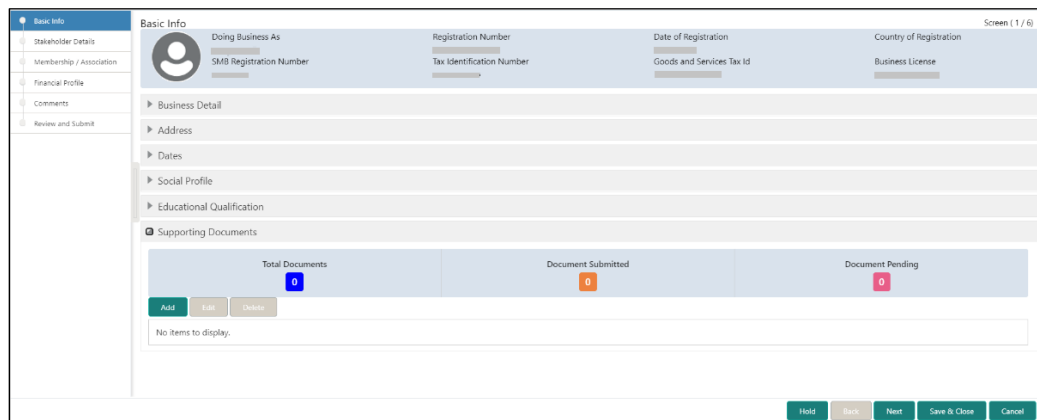 Basic Info
Stakeholder Details
Membership / Association
Financial Profile
Comments
Review and Submit
Basic Info Screen ( 1 / 6)
Doing Business As Registration Number Date of Registration Country of Registration
SMB Registration Number Tax Identification Number Goods and Services Tax Id Business License
Business Detail
Address
Dates
Social Profile
Educational Qualification
Supporting Documents
Total Documents Document Submitted Document Pending
0 0 0
Add Edit Delete
No items to display.
Hold Back Next Save & Close Cancel